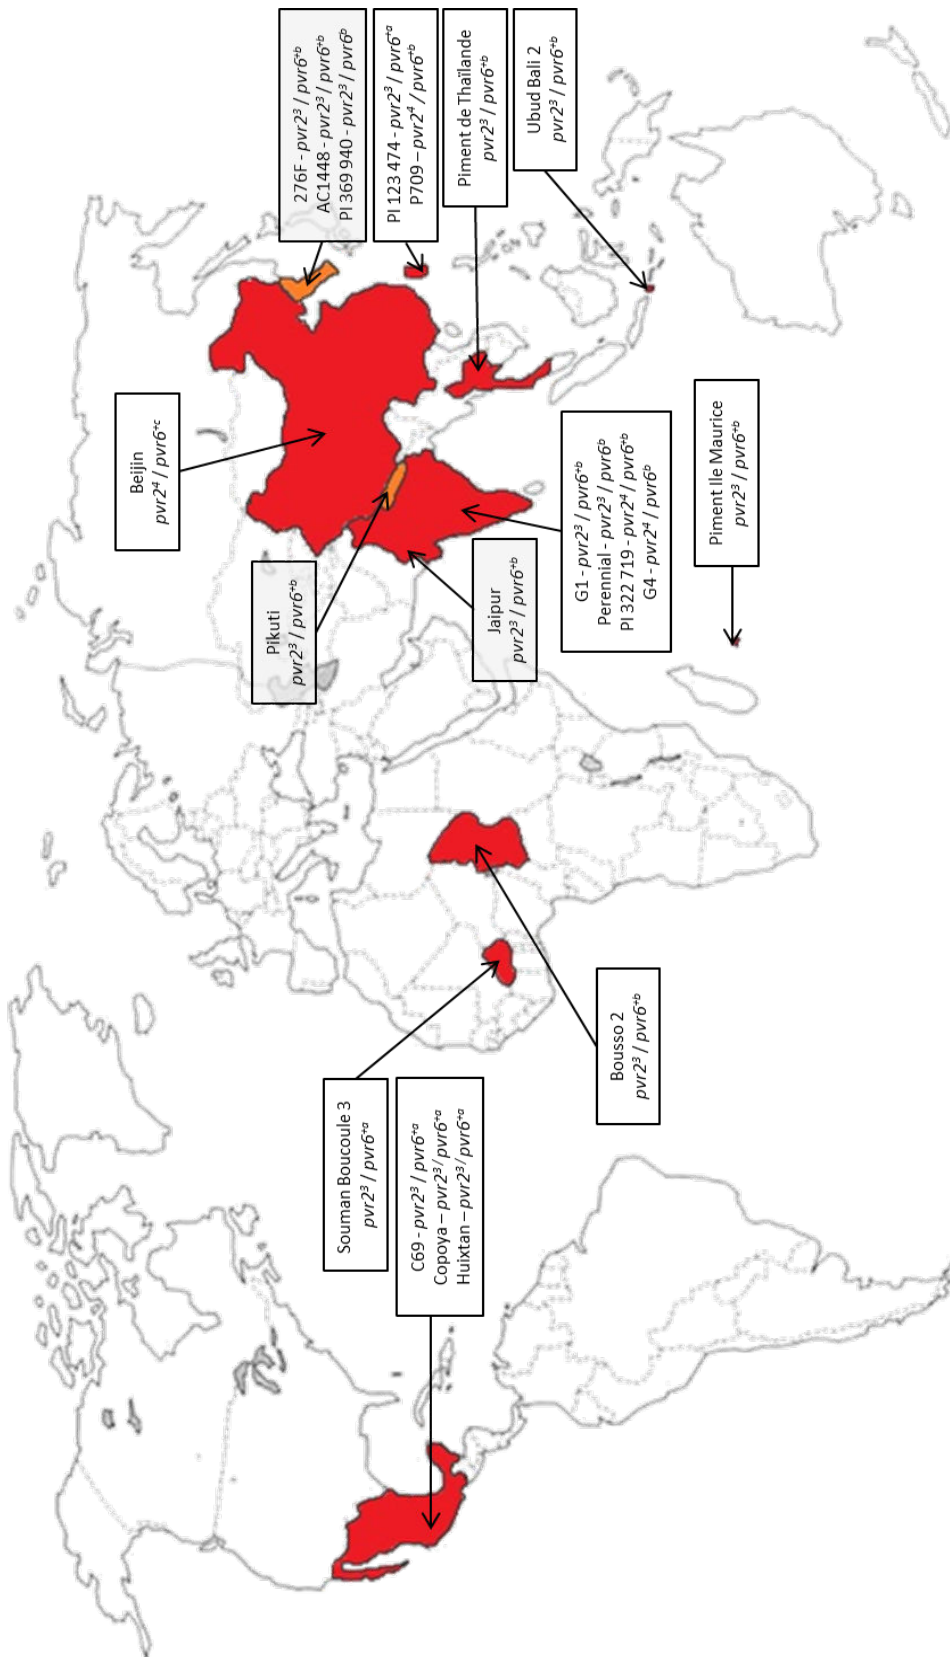 276F - pvr2³ / pvr6⁺ᵇ
AC1448 - pvr2³ / pvr6⁺ᵇ
PI 369 940 - pvr2³ / pvr6ᵇ
PI 123 474 - pvr2³ / pvr6⁺ᵃ
P709 – pvr2⁴ / pvr6⁺ᵇ
Piment de Thaïlande
pvr2³ / pvr6⁺ᵇ
Ubud Bali 2
pvr2³ / pvr6⁺ᵇ
Beijin
pvr2⁴ / pvr6⁺ᶜ
Pikuti
pvr2³ / pvr6⁺ᵇ
Jaipur
pvr2³ / pvr6⁺ᵇ
G1 - pvr2³ / pvr6⁺ᵇ
Perennial - pvr2³ / pvr6ᵇ
PI 322 719 - pvr2⁴ / pvr6⁺ᵇ
G4 - pvr2⁴ / pvr6ᵇ
Piment Ile Maurice
pvr2³ / pvr6⁺ᵇ
Souman Boucoule 3
pvr2³ / pvr6⁺ᵃ
C69 - pvr2³ / pvr6⁺ᵃ
Copoya – pvr2³/ pvr6⁺ᵃ
Huixtan – pvr2³/ pvr6⁺ᵃ
Bousso 2
pvr2³ / pvr6⁺ᵇ